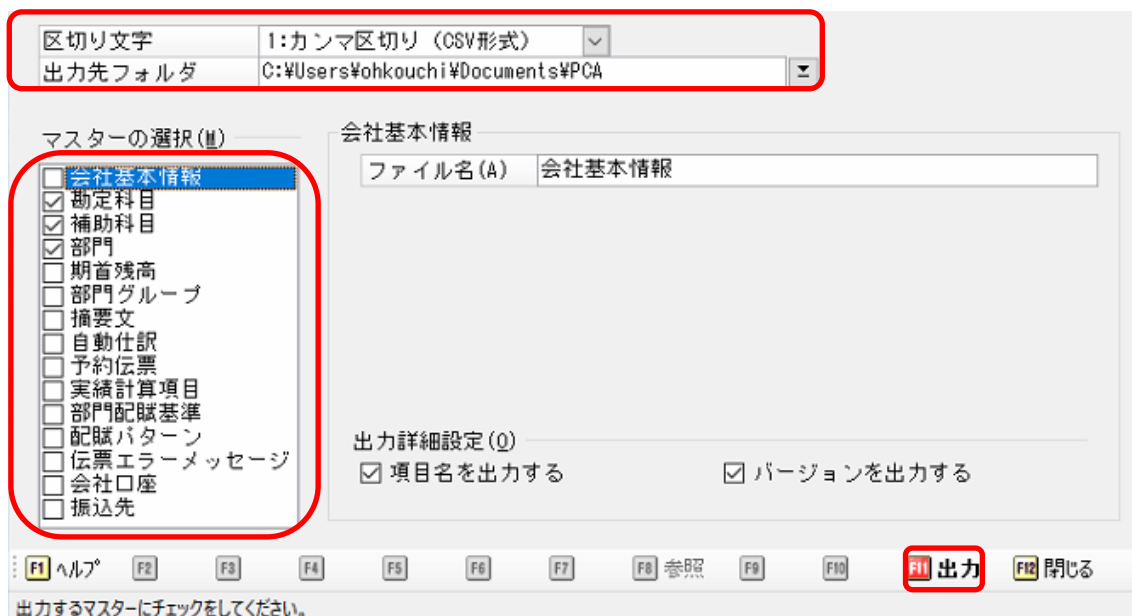 区切り文字 1:カンマ区切り (CSV形式)
出力先フォルダ C:¥Users¥ohkouchi¥Documents¥PCA
マスターの選択(M)
会社基本情報
勘定科目
補助科目
部門
期首残高
部門グループ
摘要文
自動仕訳
予約伝票
実績計算項目
部門配賦基準
配賦パターン
伝票エラーメッセージ
会社口座
振込先
会社基本情報
ファイル名(A) 会社基本情報
出力詳細設定(O)
項目名を出力する バージョンを出力する
F1 ヘルプ F2 F3 F4 F5 F6 F7 F8 参照 F9 F10 F11 出力 F12 閉じる
出力するマスターにチェックをしてください。